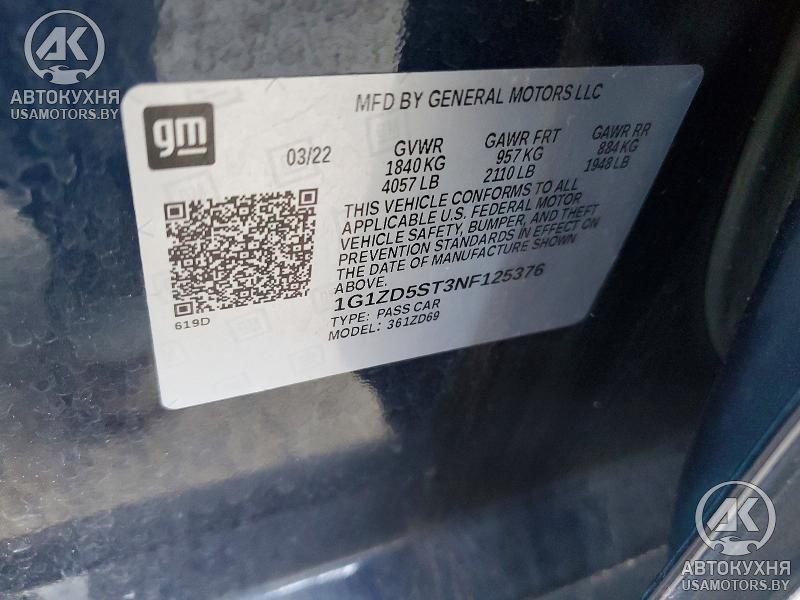 AK
АВТОКУХНЯ
USAMOTORS.BY
gm
MFD BY GENERAL MOTORS LLC
03/22
GVWR
1840 KG
4057 LB
GAWR FRT
957 KG
2110 LB
GAWR RR
884 KG
1948 LB
THIS VEHICLE CONFORMS TO ALL
APPLICABLE U.S. FEDERAL MOTOR
VEHICLE SAFETY, BUMPER, AND THEFT
PREVENTION STANDARDS IN EFFECT ON
THE DATE OF MANUFACTURE SHOWN
ABOVE.
1G1ZD5ST3NF125376
TYPE: PASS CAR
MODEL: 361ZD69
619D
AK
АВТОКУХНЯ
USAMOTORS.BY